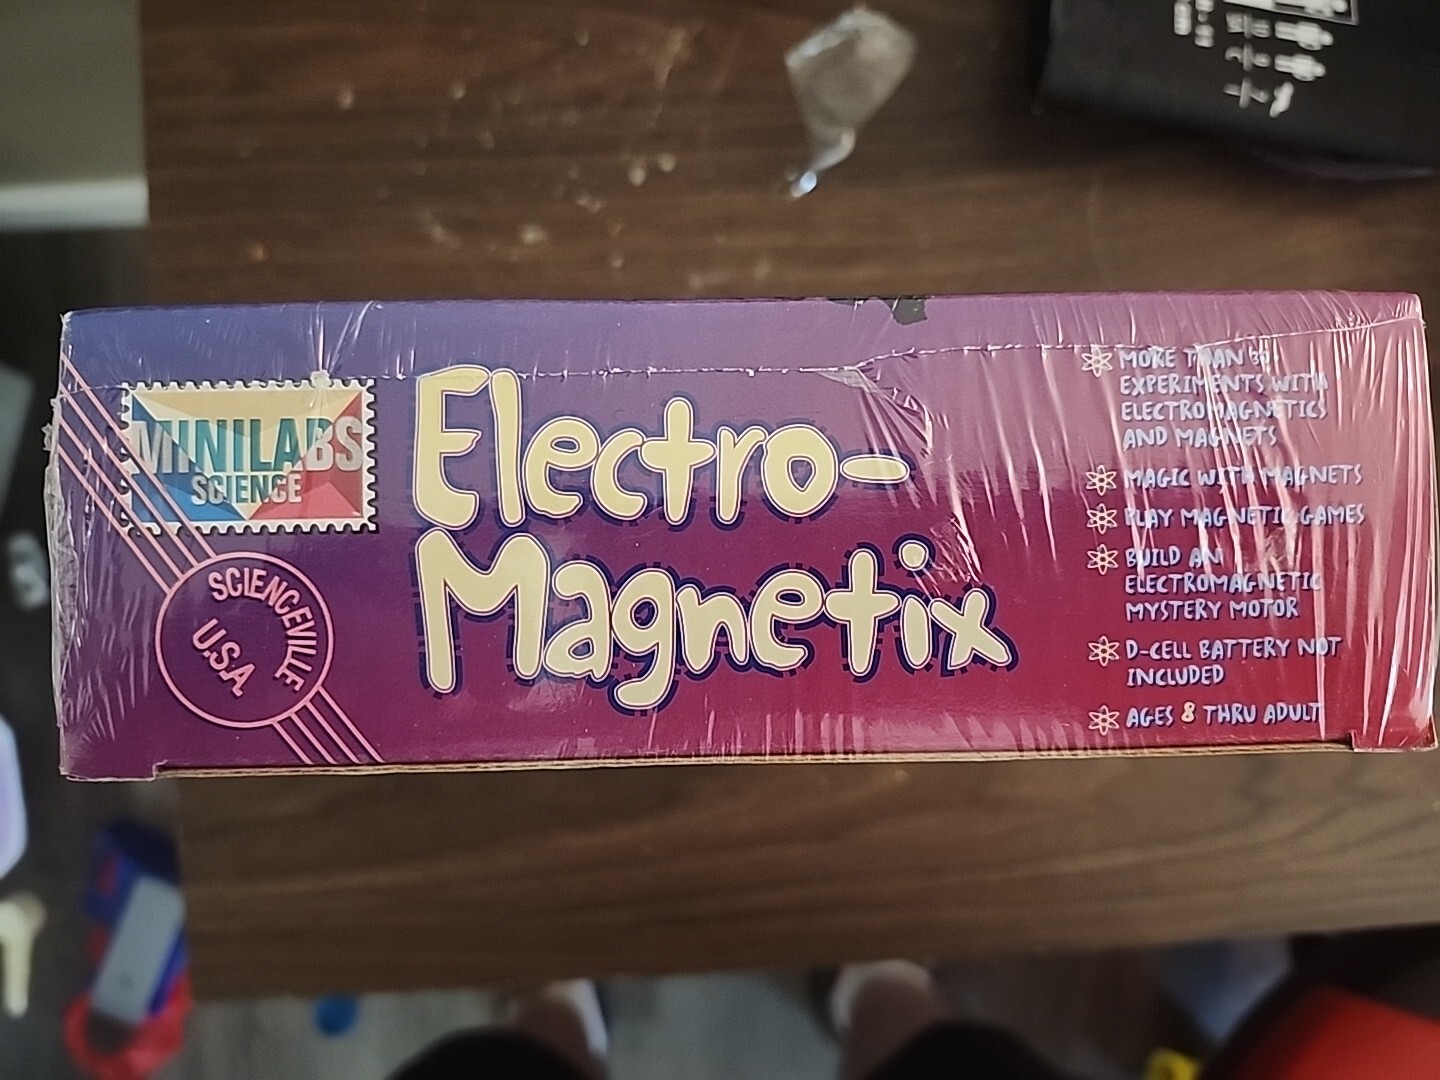 MINILABS
SCIENCE
SCIENCEVILLE
U.S.A.
Electro-
Magnetix
MORE THAN
EXPERIMENTS WITH
ELECTROMAGNETICS
AND MAGNETS
MAGIC WITH MAGNETS
PLAY MAGNETIC GAMES
BUILD AN
ELECTROMAGNETIC
MYSTERY MOTOR
D-CELL BATTERY NOT
INCLUDED
AGES 8 THRU ADULT